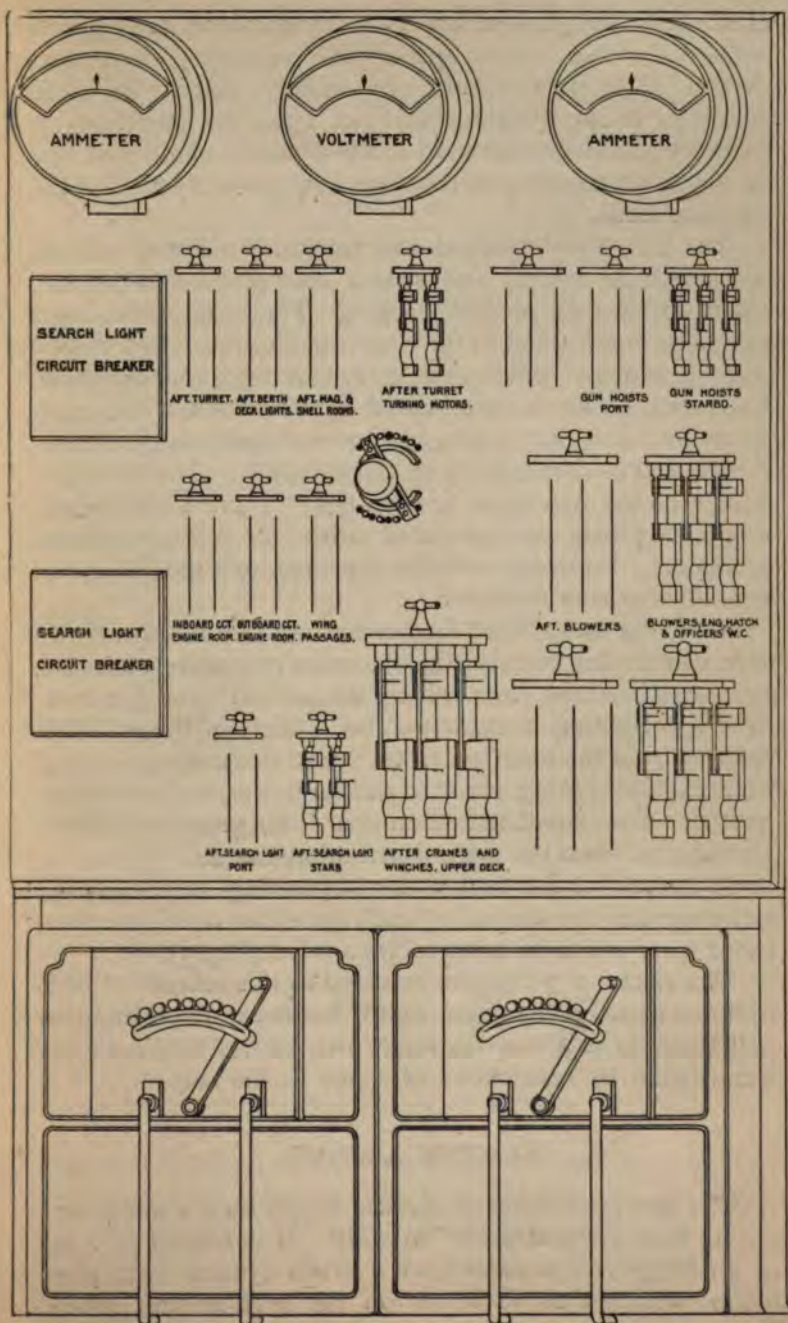 AMMETER
VOLTMETER
AMMETER
SEARCH LIGHT
CIRCUIT BREAKER
AFT. TURRET.
AFT. BERTH
DECK LIGHTS.
AFT. MAG. &
SHELL ROOMS.
AFTER TURRET
TURNING MOTORS.
GUN HOISTS
PORT
GUN HOISTS
STARBD.
SEARCH LIGHT
CIRCUIT BREAKER
INBOARD CCT.
ENGINE ROOM.
OUTBOARD CCT.
ENGINE ROOM.
WING
PASSAGES.
AFT. BLOWERS
BLOWERS, ENG. HATCH
& OFFICERS W.C.
AFT. SEARCH LIGHT
PORT
AFT. SEARCH LIGHT
STARB
AFTER CRANES AND
WINCHES, UPPER DECK.